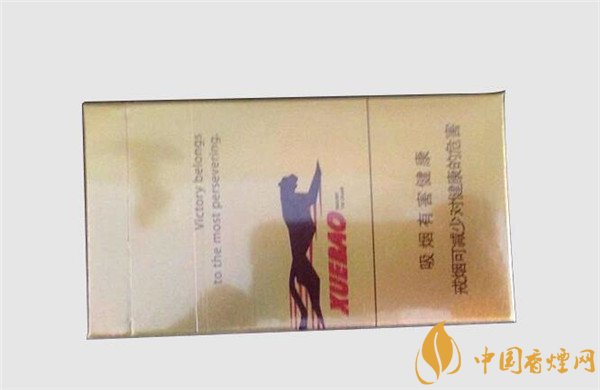 Victory belongs
to the most persevering.
XUEBAO
吸烟有害健康
戒烟可减少对健康的危害
中国香烟网